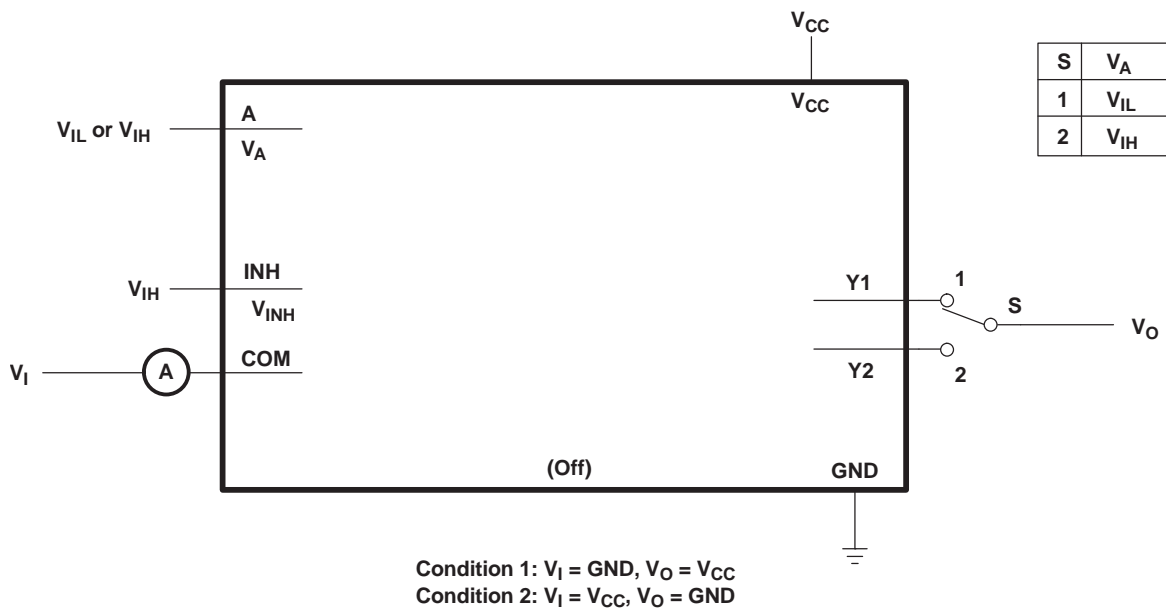 VCC
S VA
1 VIL
2 VIH
VCC
A
VIL or VIH
VA
INH
VIH
VINH
Y1
1
S
VO
COM
VI
A
Y2
2
(Off)
GND
Condition 1: VI = GND, VO = VCC
Condition 2: VI = VCC, VO = GND